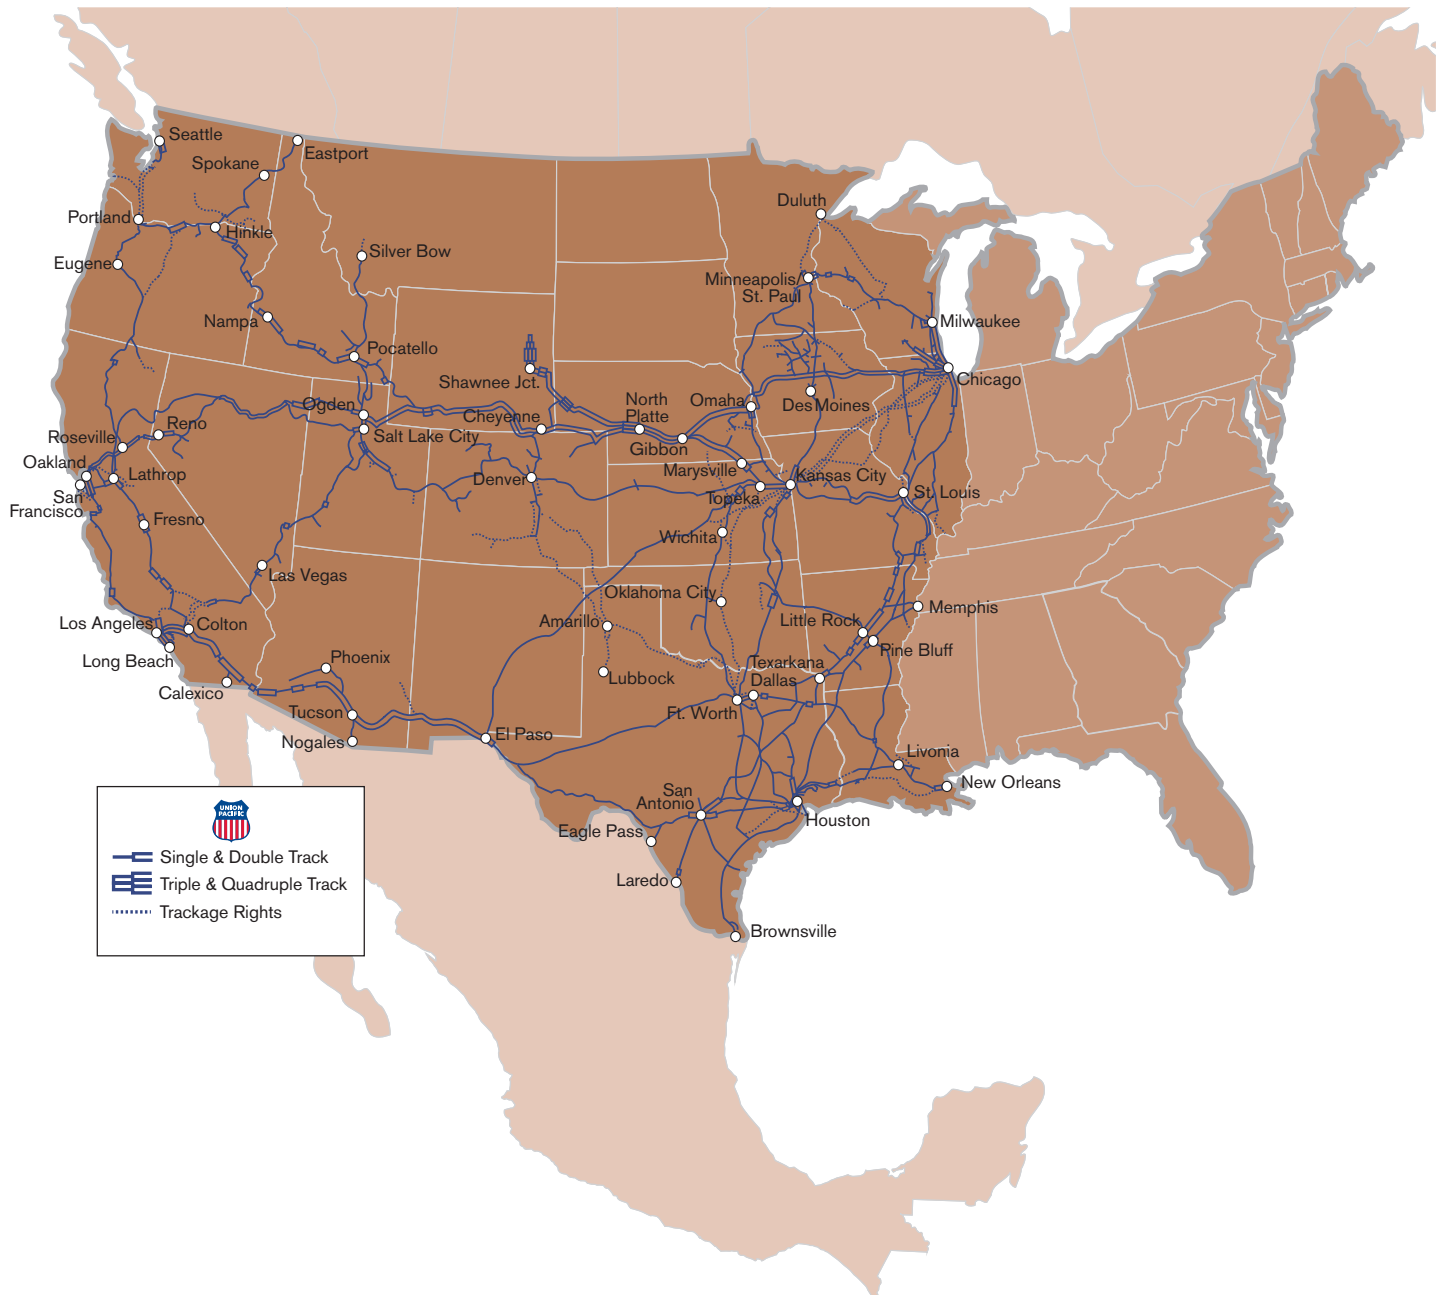 Seattle
Eastport
Spokane
Duluth
Portland
Hinkle
Silver Bow
Eugene
Minneapolis/
St. Paul
Nampa
Milwaukee
Pocatello
Shawnee Jct.
Chicago
Ogden
Cheyenne
North
Platte
Omaha
Des Moines
Reno
Roseville
Salt Lake City
Gibbon
Oakland
Lathrop
Denver
Marysville
Kansas City
Topeka
St. Louis
San
Francisco
Fresno
Wichita
Las Vegas
Oklahoma City
Memphis
Los Angeles
Colton
Amarillo
Little Rock
Pine Bluff
Long Beach
Phoenix
Texarkana
Calexico
Lubbock
Dallas
Tucson
Ft. Worth
Nogales
El Paso
Livonia
New Orleans
San
Antonio
Houston
Eagle Pass
Laredo
Brownsville
UNION
PACIFIC
Single & Double Track
Triple & Quadruple Track
Trackage Rights